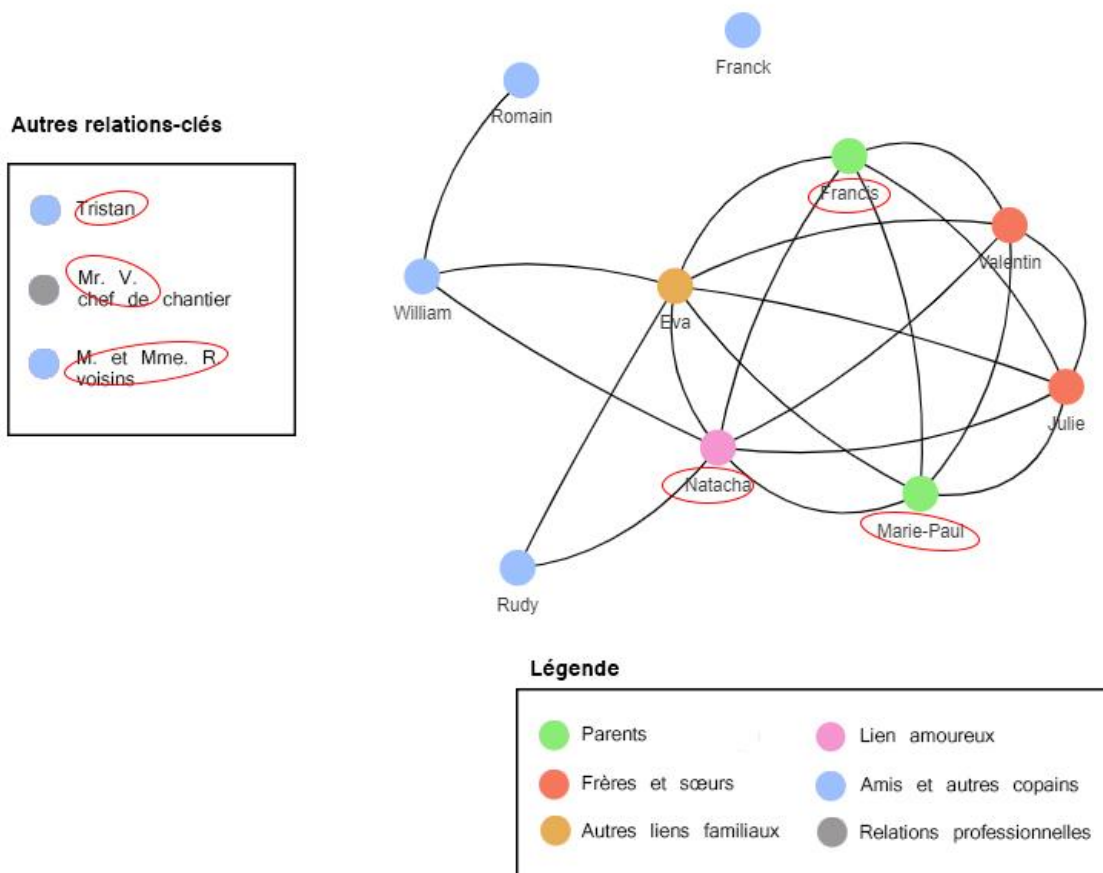 Franck
Romain
Autres relations-clés
Tristan
Mr. V.
chef de chantier
M. et Mme. R
voisins
Francis
Valentin
William
Eva
Julie
Natacha
Marie-Paul
Rudy
Légende
Parents
Lien amoureux
Frères et sœurs
Amis et autres copains
Autres liens familiaux
Relations professionnelles